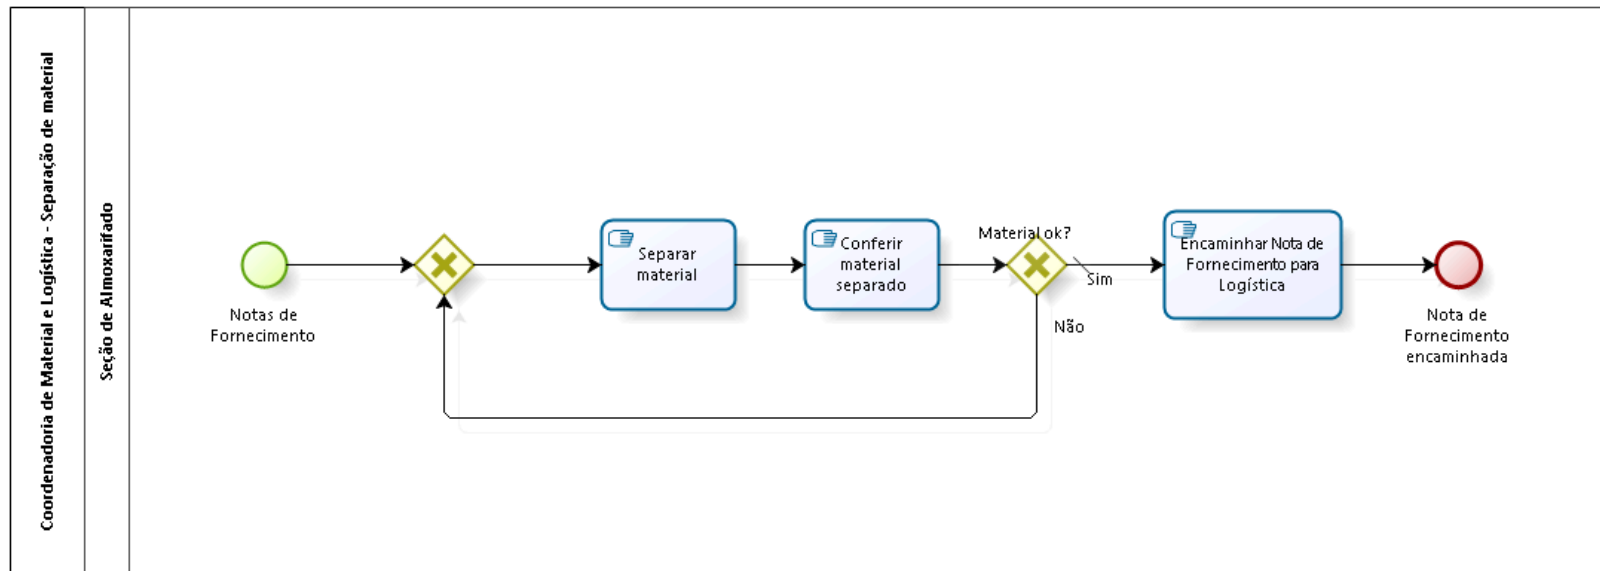 Coordenadoria de Material e Logística - Separação de material
Seção de Almoxarifado
Notas de
Fornecimento
Separar
material
Conferir
material
separado
Material ok?
Sim
Não
Encaminhar Nota de
Fornecimento para
Logística
Nota de
Fornecimento
encaminhada